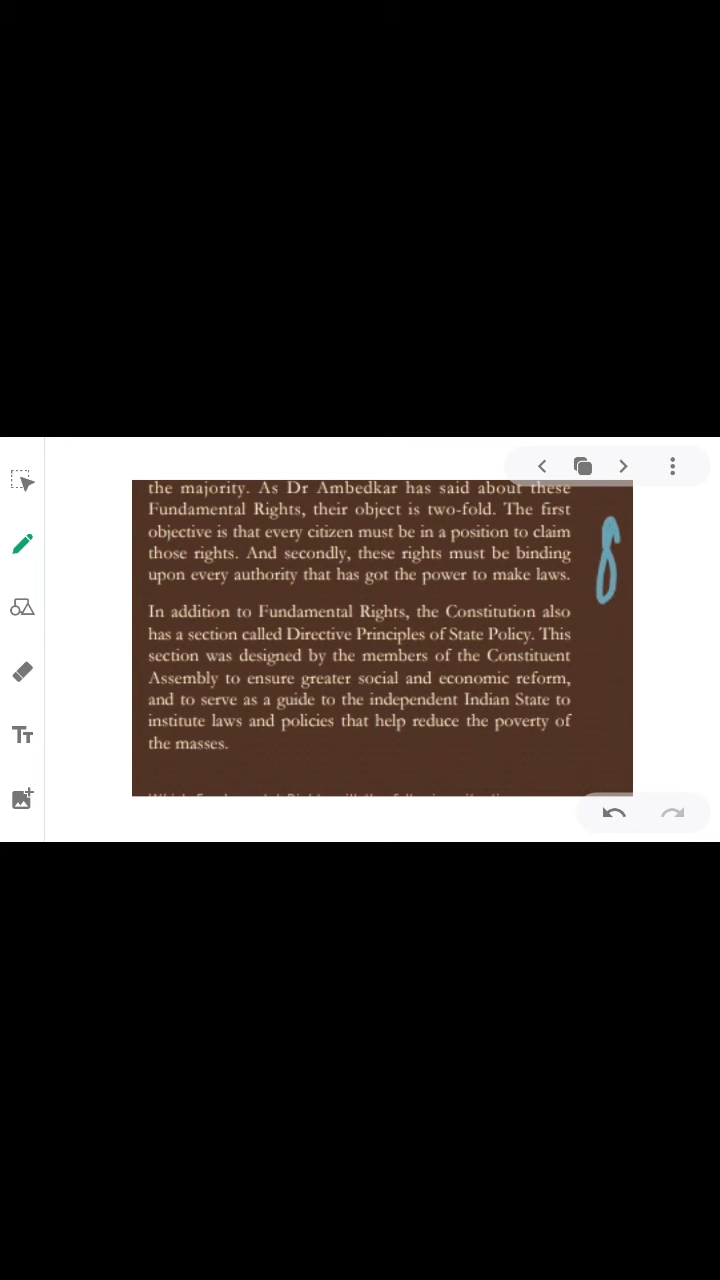 the majority. As Dr Ambedkar has said about these
Fundamental Rights, their object is two-fold. The first
objective is that every citizen must be in a position to claim
those rights. And secondly, these rights must be binding
upon every authority that has got the power to make laws.
In addition to Fundamental Rights, the Constitution also
has a section called Directive Principles of State Policy. This
section was designed by the members of the Constituent
Assembly to ensure greater social and economic reform,
and to serve as a guide to the independent Indian State to
institute laws and policies that help reduce the poverty of
the masses.